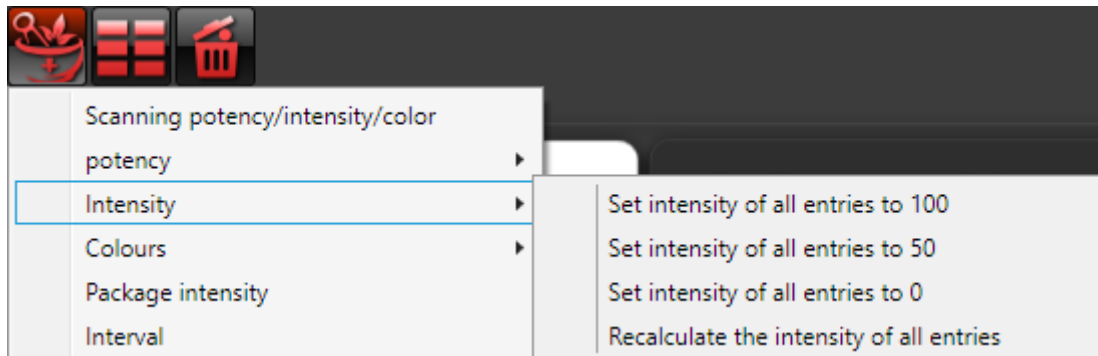 Scanning potency/intensity/color
potency
Intensity
Colours
Package intensity
Interval
Set intensity of all entries to 100
Set intensity of all entries to 50
Set intensity of all entries to 0
Recalculate the intensity of all entries